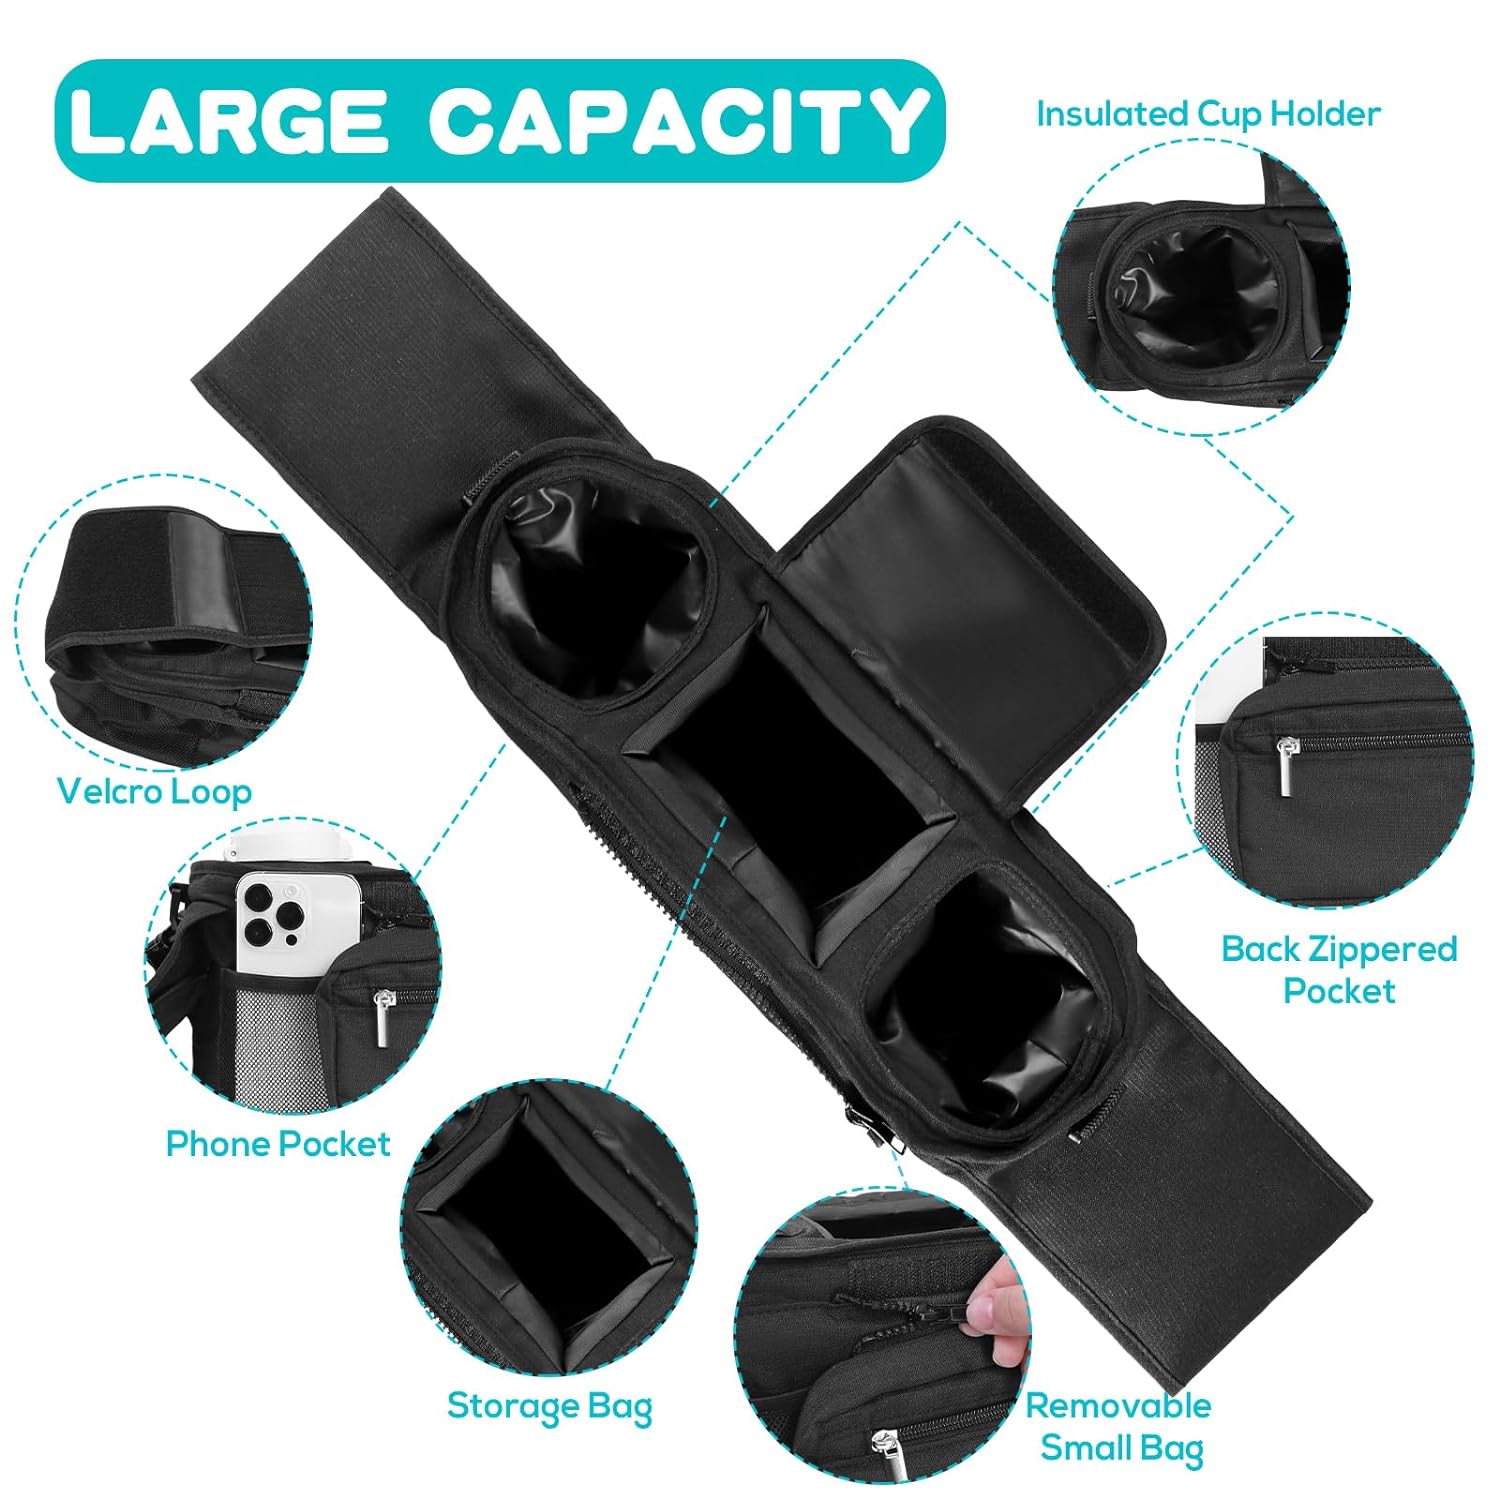 LARGE CAPACITY
Insulated Cup Holder
Velcro Loop
Back Zippered
Pocket
Phone Pocket
Storage Bag
Removable
Small Bag